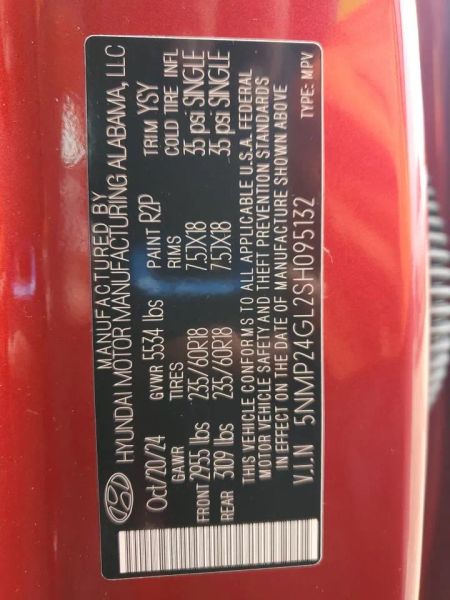 MANUFACTURED BY
HYUNDAI MOTOR MANUFACTURING ALABAMA, LLC
Oct/20/24 GVWR 5534 lbs PAINT R2P TRIM YSY
GAWR TIRES RIMS COLD TIRE INFL
FRONT 2955 lbs 235/60R18 7.5JX18 35 psi SINGLE
REAR 3109 lbs 235/60R18 7.5JX18 35 psi SINGLE
THIS VEHICLE CONFORMS TO ALL APPLICABLE U.S.A. FEDERAL
MOTOR VEHICLE SAFETY AND THEFT PREVENTION STANDARDS
IN EFFECT ON THE DATE OF MANUFACTURE SHOWN ABOVE
V.I.N 5NMP24GL2SH095132 TYPE: MPV